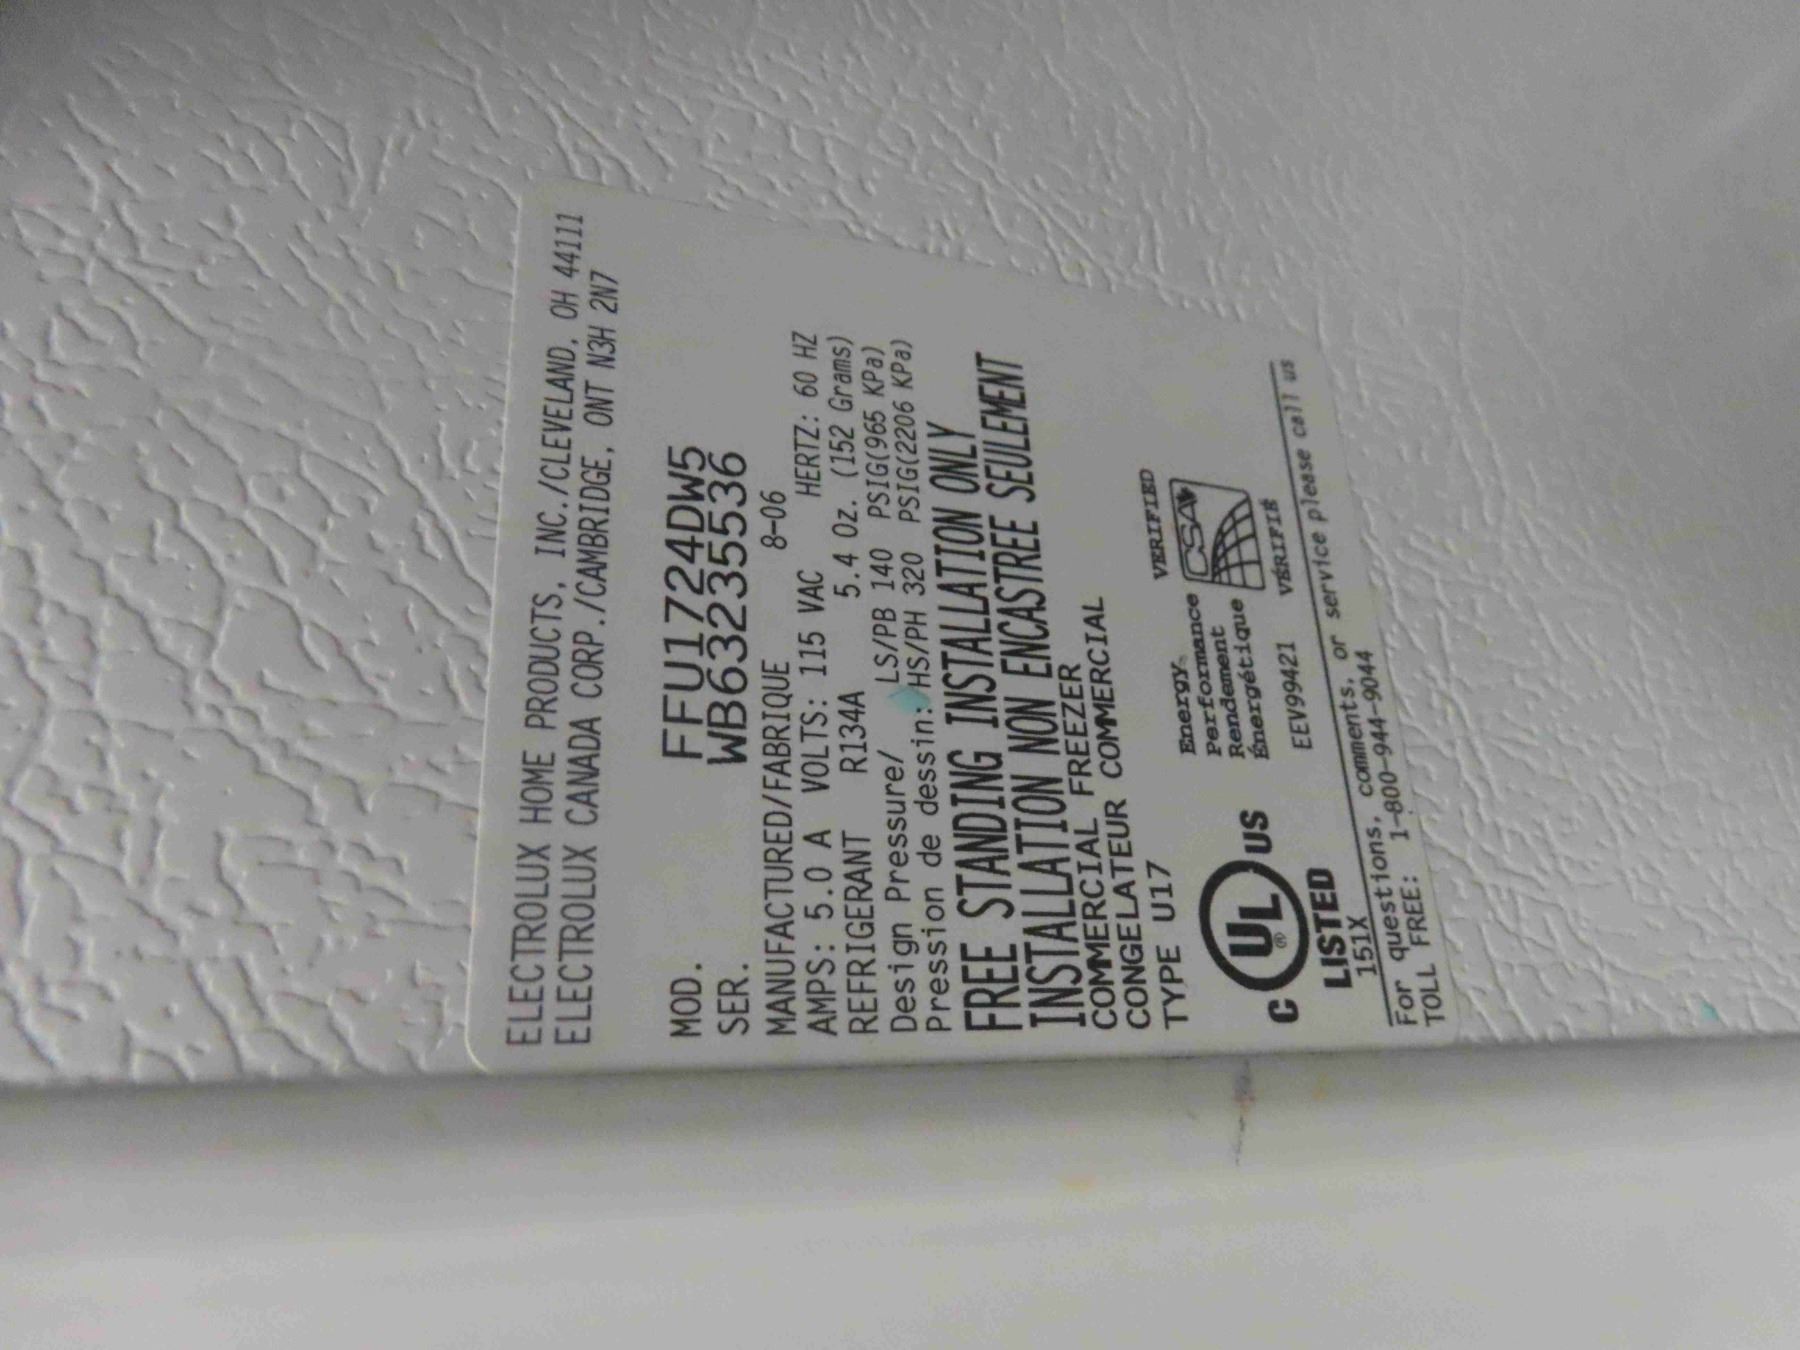 ELECTROLUX HOME PRODUCTS, INC./CLEVELAND, OH 44111
ELECTROLUX CANADA CORP./CAMBRIDGE, ONT N3H 2N7
MOD. FFU1724DW5
SER. WB63235536
MANUFACTURED/FABRIQUE 8-06
AMPS: 5.0 A VOLTS: 115 VAC HERTZ: 60 HZ
REFRIGERANT R134A 5.4 Oz. (152 Grams)
Design Pressure/ LS/PB 140 PSIG(965 KPa)
Pression de dessin: HS/PH 320 PSIG(2206 KPa)
FREE STANDING INSTALLATION ONLY
INSTALLATION NON ENCASTREE SEULEMENT
COMMERCIAL FREEZER
CONGELATEUR COMMERCIAL
TYPE U17
C UL ® US
LISTED
151X
Energy
Performance
Rendement
Énergétique
EEV99421
VERIFIED
CSA
VÉRIFIÉ
For questions, comments, or service please call us
TOLL FREE: 1-800-944-9044